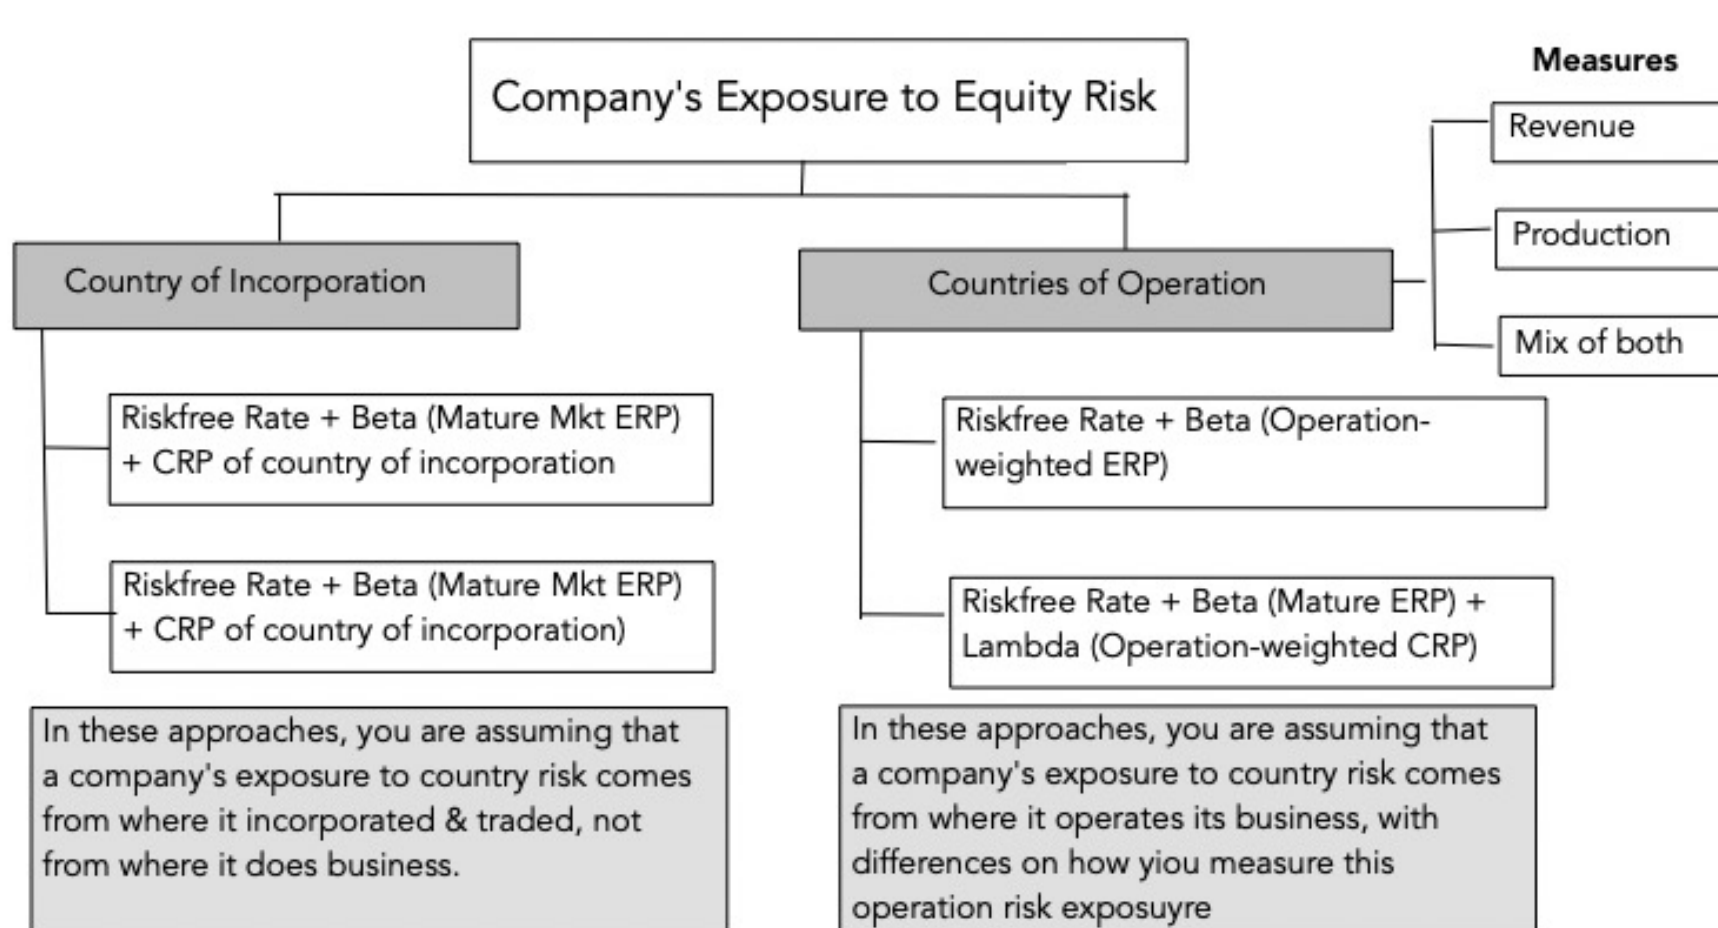 Company's Exposure to Equity Risk
Measures
Revenue
Production
Mix of both
Country of Incorporation
Riskfree Rate + Beta (Mature Mkt ERP)
+ CRP of country of incorporation
Riskfree Rate + Beta (Mature Mkt ERP)
+ CRP of country of incorporation)
In these approaches, you are assuming that
a company's exposure to country risk comes
from where it incorporated & traded, not
from where it does business.
Countries of Operation
Riskfree Rate + Beta (Operation-
weighted ERP)
Riskfree Rate + Beta (Mature ERP) +
Lambda (Operation-weighted CRP)
In these approaches, you are assuming that
a company's exposure to country risk comes
from where it operates its business, with
differences on how yiou measure this
operation risk exposuyre